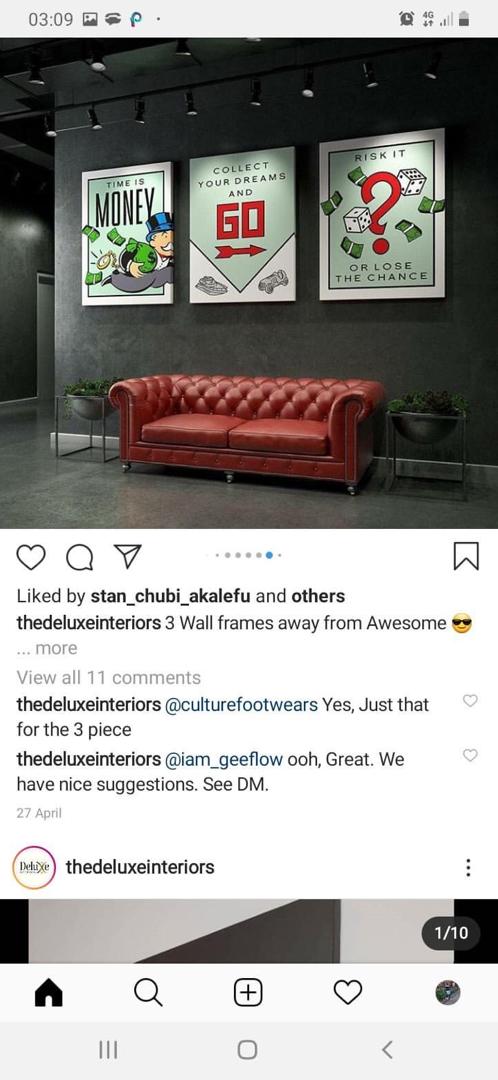 03:09
4G
TIME IS
MONEY
COLLECT
YOUR DREAMS
AND
GO
RISK IT
?
OR LOSE
THE CHANCE
Liked by stan_chubi_akalefu and others
thedeluxeinteriors 3 Wall frames away from Awesome 😎
... more
View all 11 comments
thedeluxeinteriors @culturefootwears Yes, Just that
for the 3 piece
thedeluxeinteriors @iam_geeflow ooh, Great. We
have nice suggestions. See DM.
27 April
Deluxe
thedeluxeinteriors
1/10